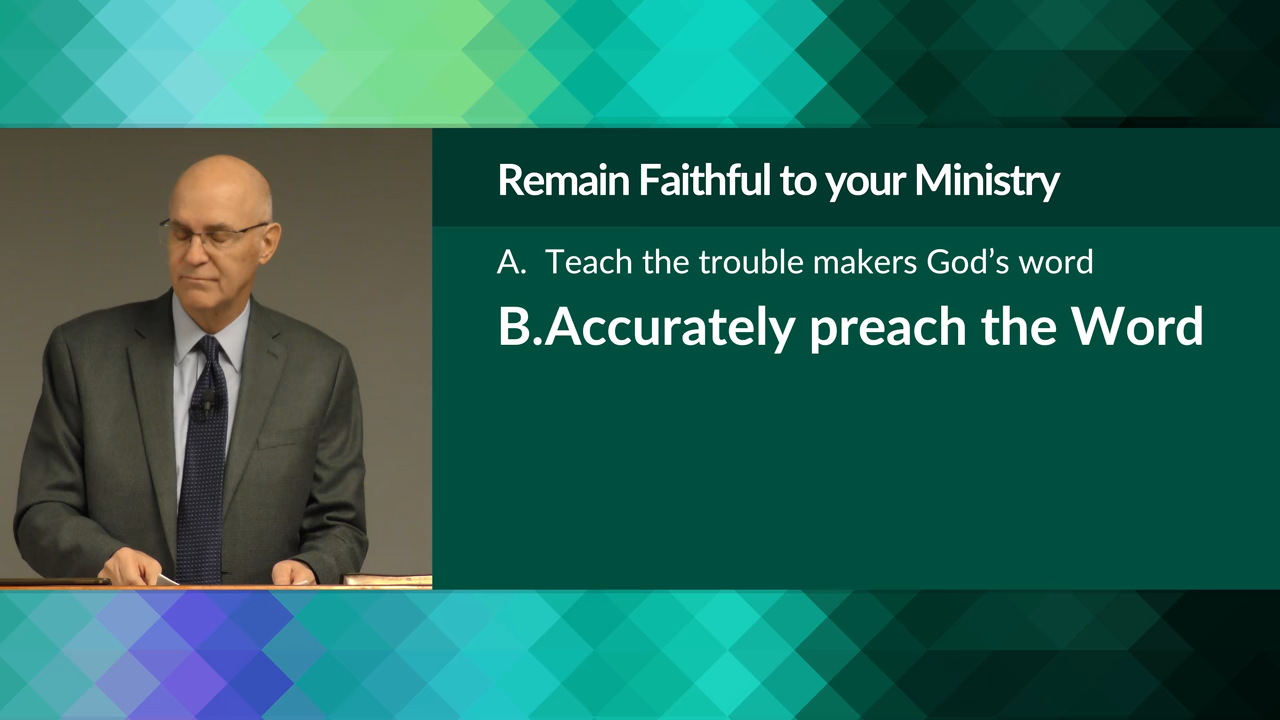 Remain Faithful to your Ministry
A. Teach the trouble makers God’s word
B.Accurately preach the Word